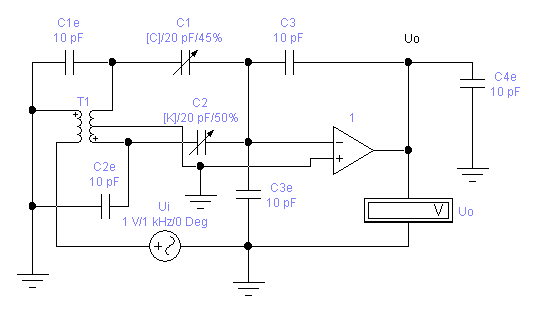 C1e
10 pF
C1
[C]/20 pF/45%
C3
10 pF
Uo
C4e
10 pF
T1
C2
[K]/20 pF/50%
1
C2e
10 pF
C3e
10 pF
Ui
1 V/1 kHz/0 Deg
V
Uo